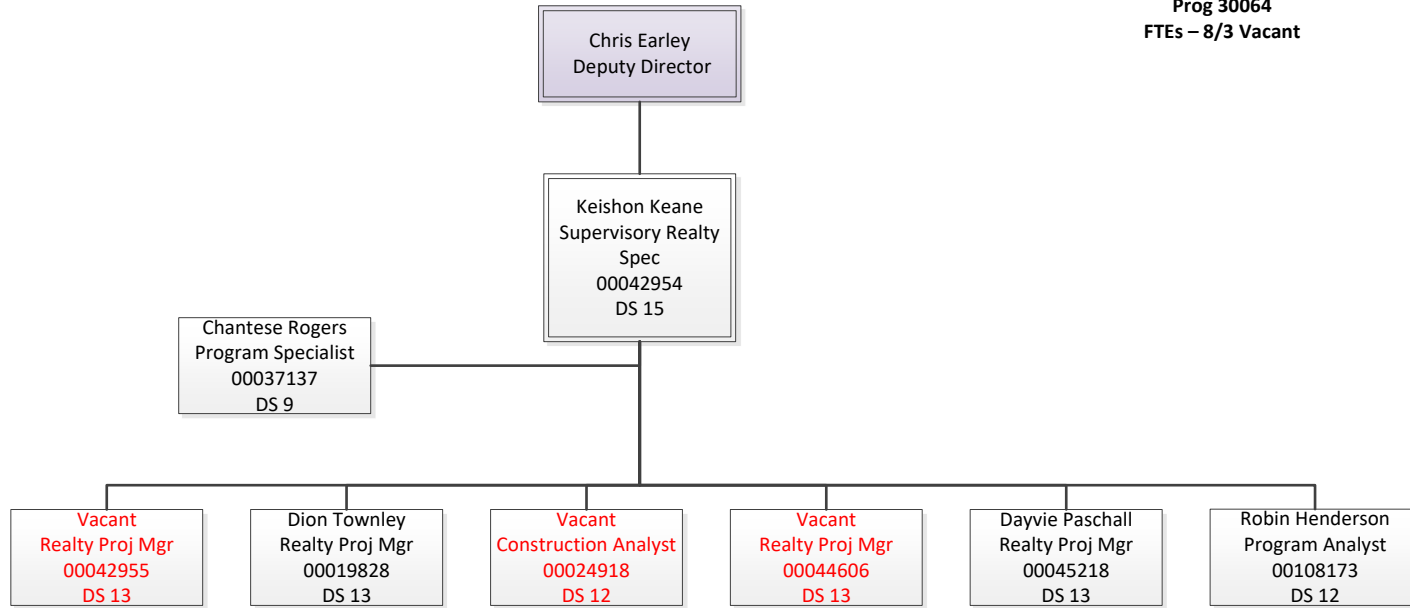 Prog 30064
FTEs – 8/3 Vacant
Chris Earley
Deputy Director
Keishon Keane
Supervisory Realty
Spec
00042954
DS 15
Chantese Rogers
Program Specialist
00037137
DS 9
Vacant
Realty Proj Mgr
00042955
DS 13
Dion Townley
Realty Proj Mgr
00019828
DS 13
Vacant
Construction Analyst
00024918
DS 12
Vacant
Realty Proj Mgr
00044606
DS 13
Dayvie Paschall
Realty Proj Mgr
00045218
DS 13
Robin Henderson
Program Analyst
00108173
DS 12